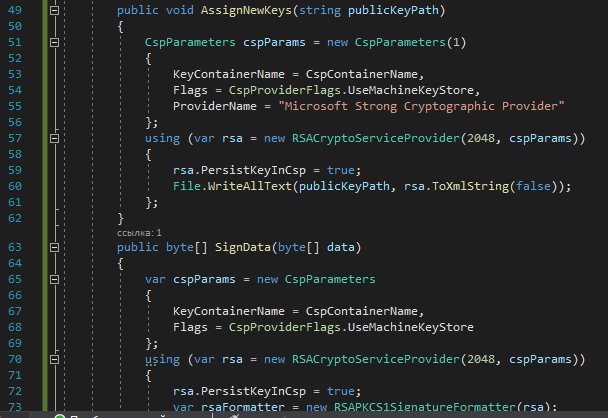 49 public void AssignNewKeys(string publicKeyPath)
50 {
51 CspParameters cspParams = new CspParameters(1)
52 {
53 KeyContainerName = CspContainerName,
54 Flags = CspProviderFlags.UseMachineKeyStore,
55 ProviderName = "Microsoft Strong Cryptographic Provider"
56 };
57 using (var rsa = new RSACryptoServiceProvider(2048, cspParams))
58 {
59 rsa.PersistKeyInCsp = true;
60 File.WriteAllText(publicKeyPath, rsa.ToXmlString(false));
61 };
62 }
ссылка: 1
63 public byte[] SignData(byte[] data)
64 {
65 var cspParams = new CspParameters
66 {
67 KeyContainerName = CspContainerName,
68 Flags = CspProviderFlags.UseMachineKeyStore
69 };
70 using (var rsa = new RSACryptoServiceProvider(2048, cspParams))
71 {
72 rsa.PersistKeyInCsp = true;
73 var rsaFormatter = new RSAPKCS1SignatureFormatter(rsa);